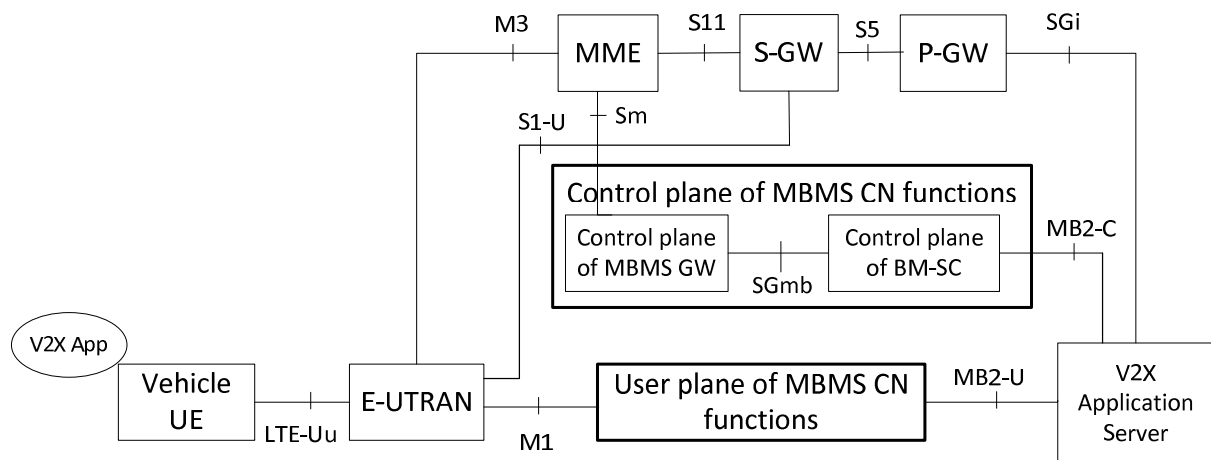 M3
S11
S5
SGi
MME
S-GW
P-GW
S1-U
Sm
Control plane of MBMS CN functions
Control plane
of MBMS GW
SGmb
Control plane
of BM-SC
MB2-C
V2X App
Vehicle
UE
LTE-Uu
E-UTRAN
M1
User plane of MBMS CN
functions
MB2-U
V2X
Application
Server